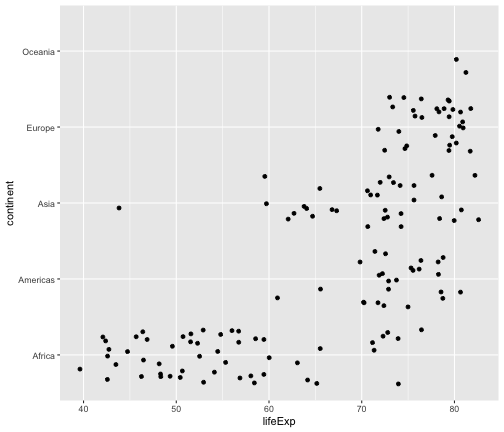 Oceania
Europe
Asia
Americas
Africa
continent
40
50
60
70
80
lifeExp